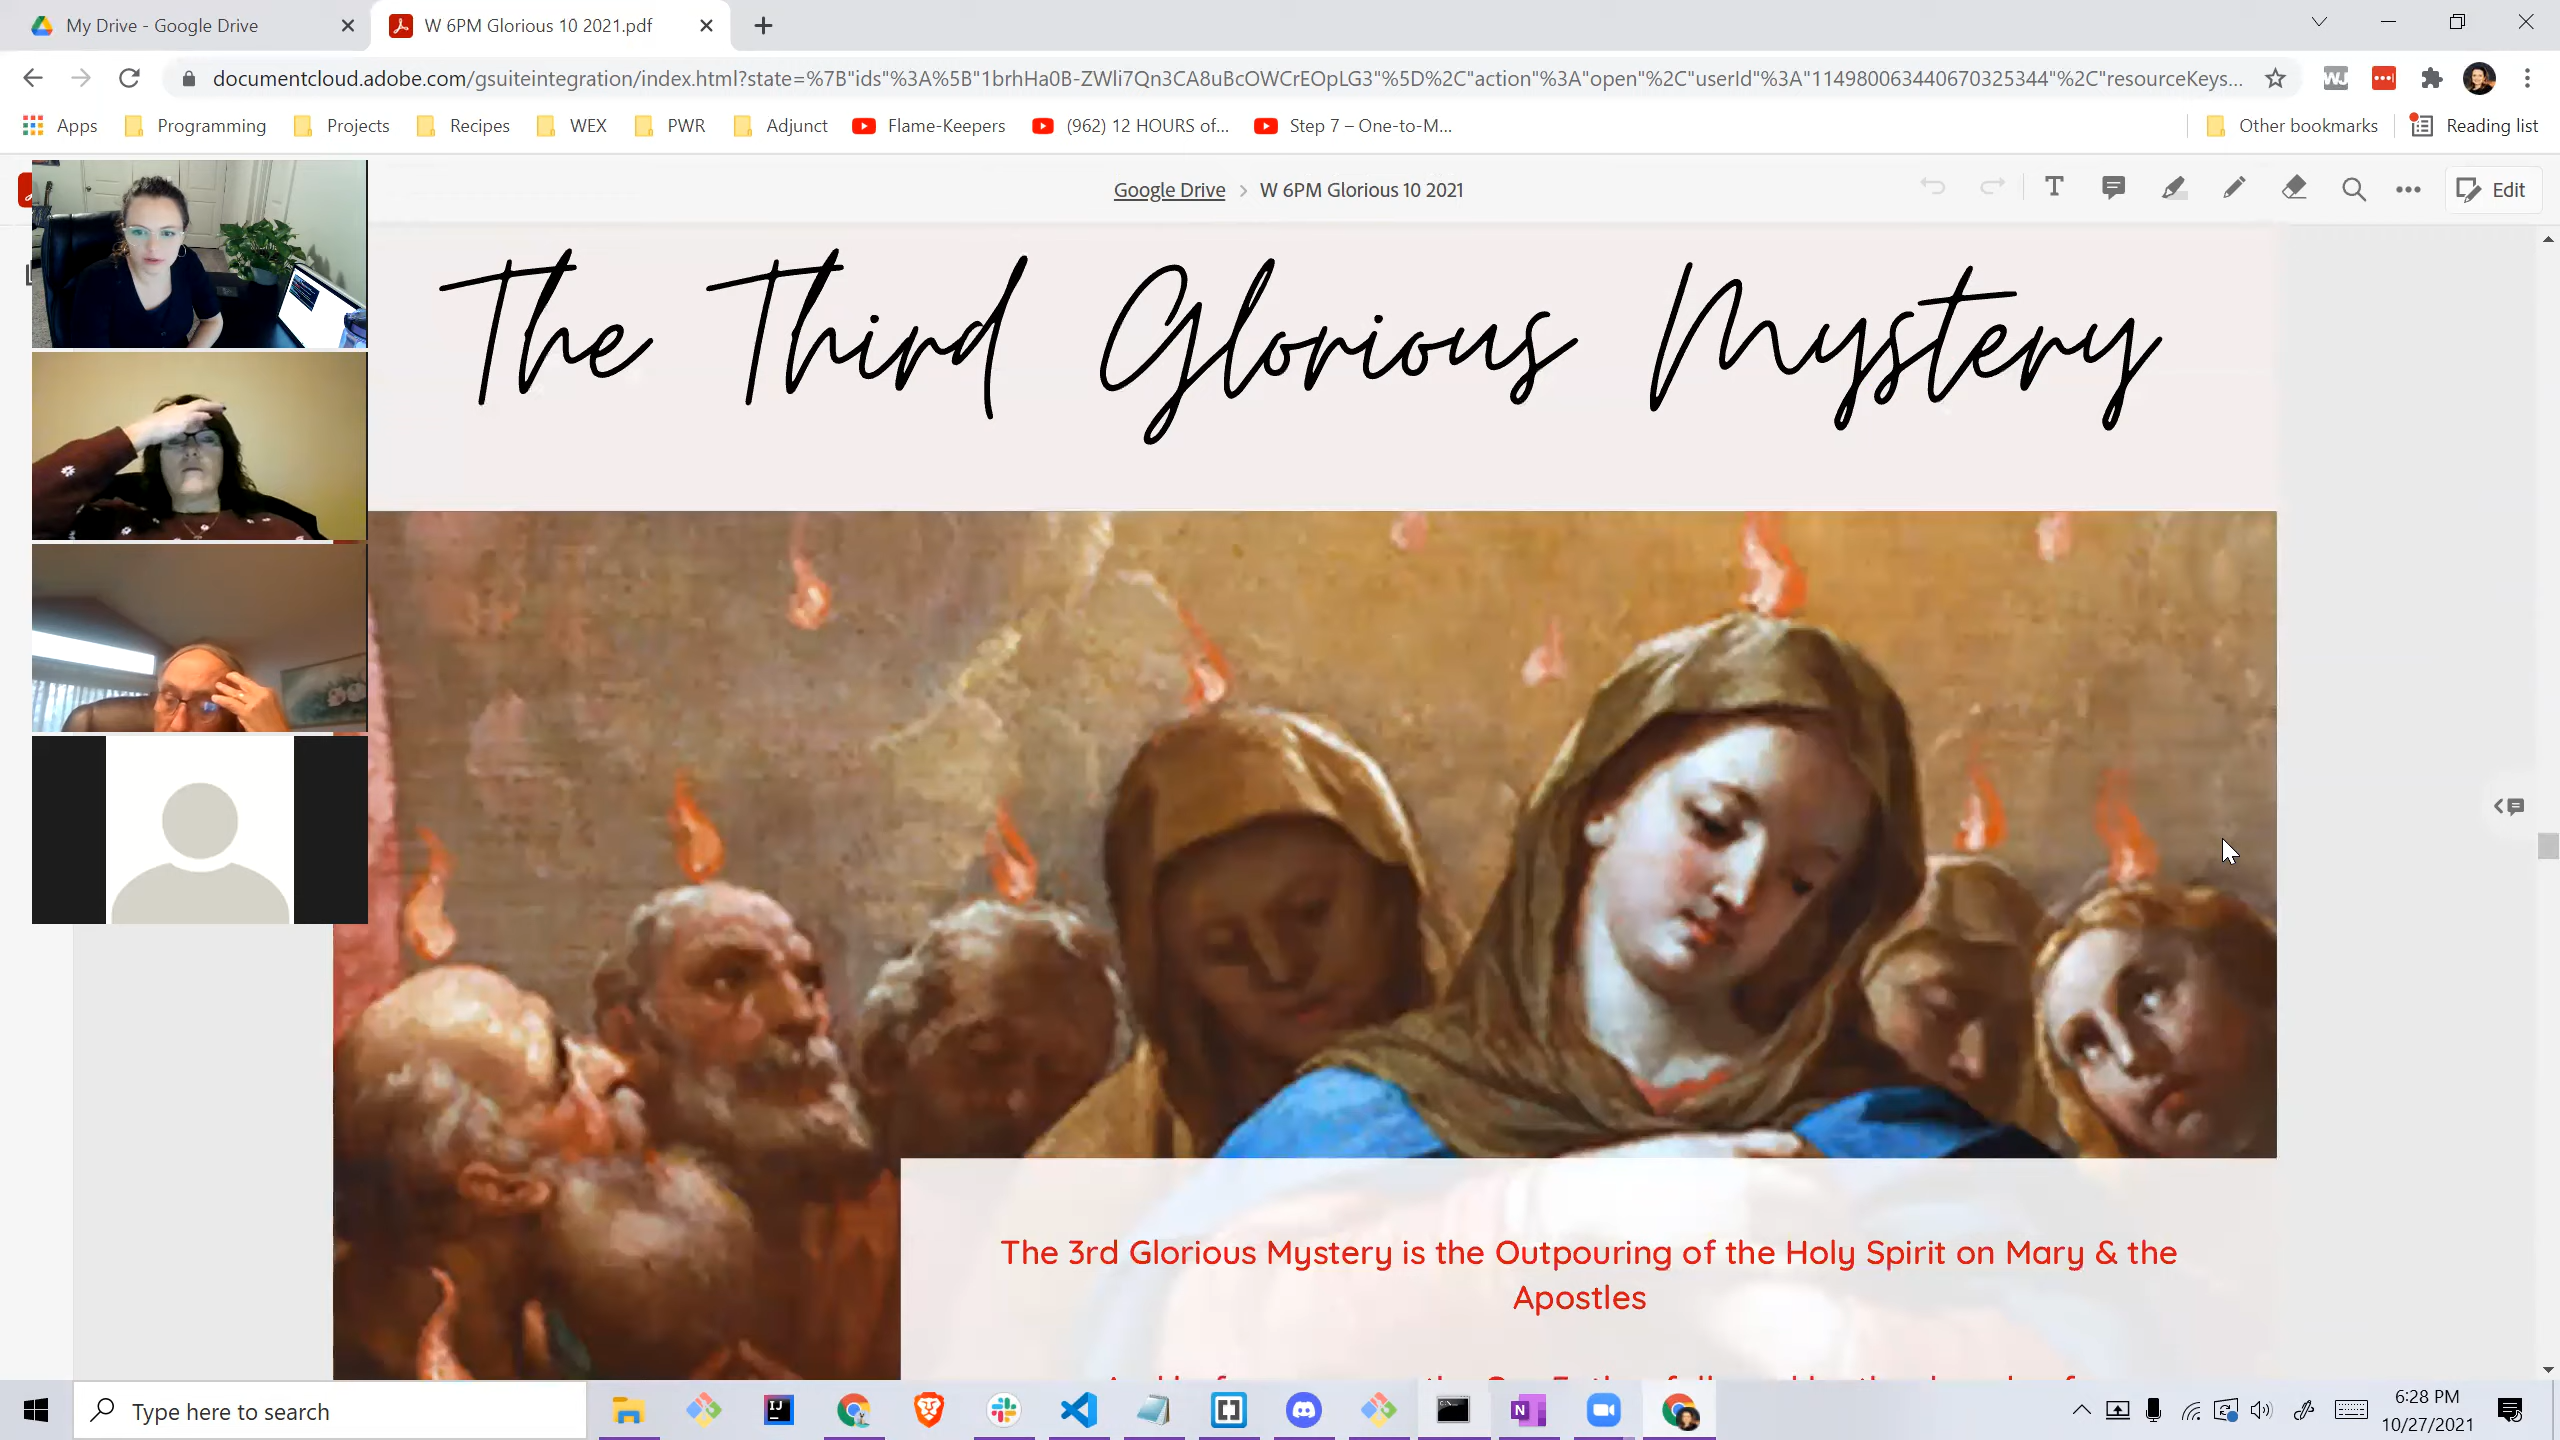 My Drive - Google Drive
W 6PM Glorious 10 2021.pdf
documentcloud.adobe.com/gsuiteintegration/index.html?state=%7B"ids"%3A%5B"1brhHa0B-ZWli7Qn3CA8uBcOWCrEOpLG3"%5D%2C"action"%3A"open"%2C"userId"%3A"114980063440670325344"%2C"resourceKeys...
Apps Programming Projects Recipes WEX PWR Adjunct Flame-Keepers (962) 12 HOURS of... Step 7 – One-to-M... Other bookmarks Reading list
Google Drive > W 6PM Glorious 10 2021
Edit
The Third Glorious Mystery
The 3rd Glorious Mystery is the Outpouring of the Holy Spirit on Mary & the
Apostles
Type here to search
6:28 PM
10/27/2021